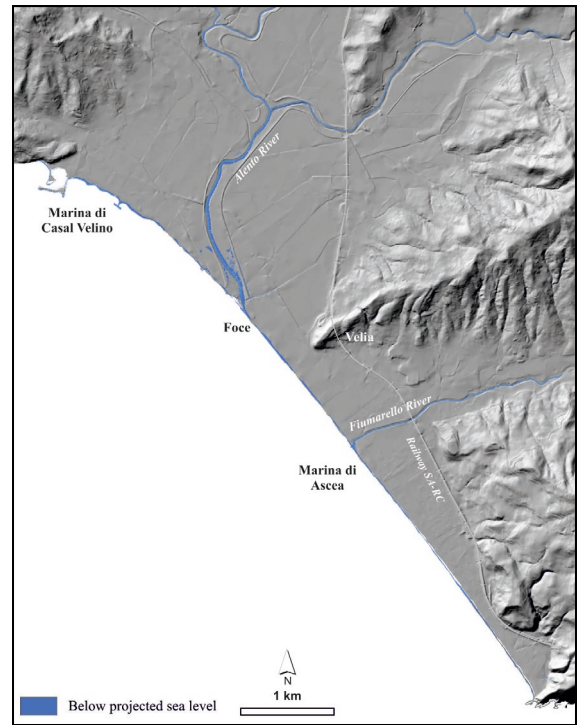 Alento River
Marina di
Casal Velino
Foce
Velia
Fiumarello River
Railway SA-RC
Marina di
Ascea
N
1 km
Below projected sea level